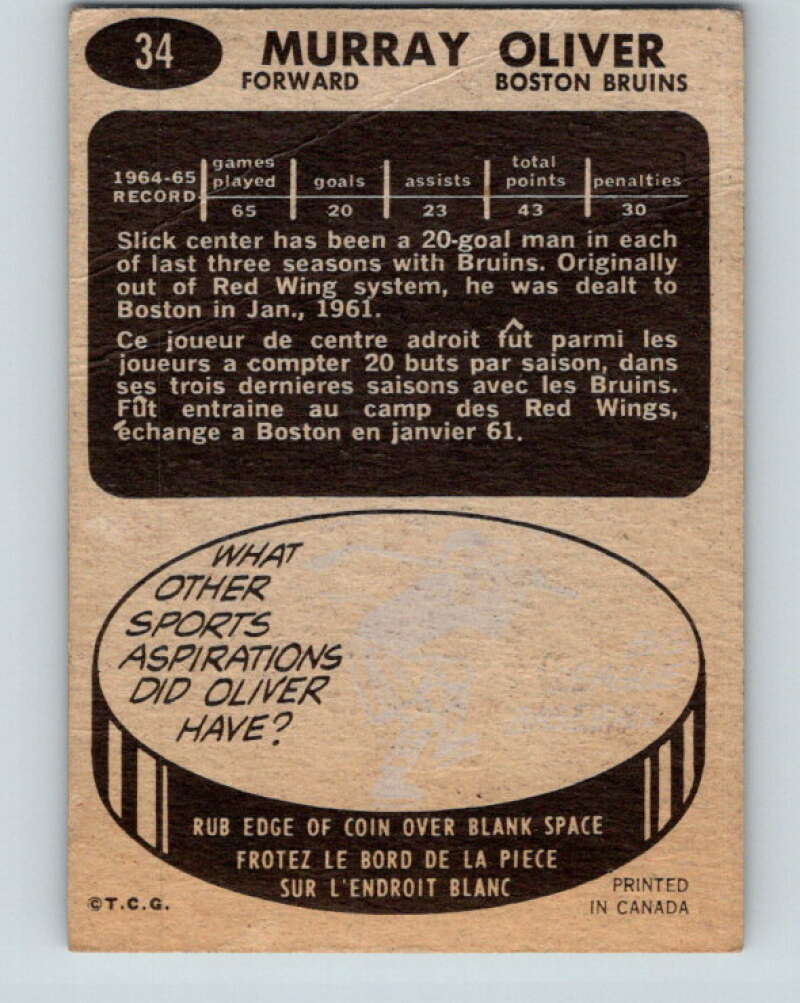 34 MURRAY OLIVER
FORWARD BOSTON BRUINS
1964-65 RECORD
games played goals assists total points penalties
65 20 23 43 30
Slick center has been a 20-goal man in each
of last three seasons with Bruins. Originally
out of Red Wing system, he was dealt to
Boston in Jan., 1961.
Ce joueur de centre adroit fût parmi les
joueurs a compter 20 buts par saison, dans
ses trois dernieres saisons avec les Bruins.
Fût entraine au camp des Red Wings,
échange a Boston en janvier 61.
WHAT
OTHER
SPORTS
ASPIRATIONS
DID OLIVER
HAVE?
RUB EDGE OF COIN OVER BLANK SPACE
FROTEZ LE BORD DE LA PIECE
SUR L'ENDROIT BLANC
©T.C.G.
PRINTED
IN CANADA